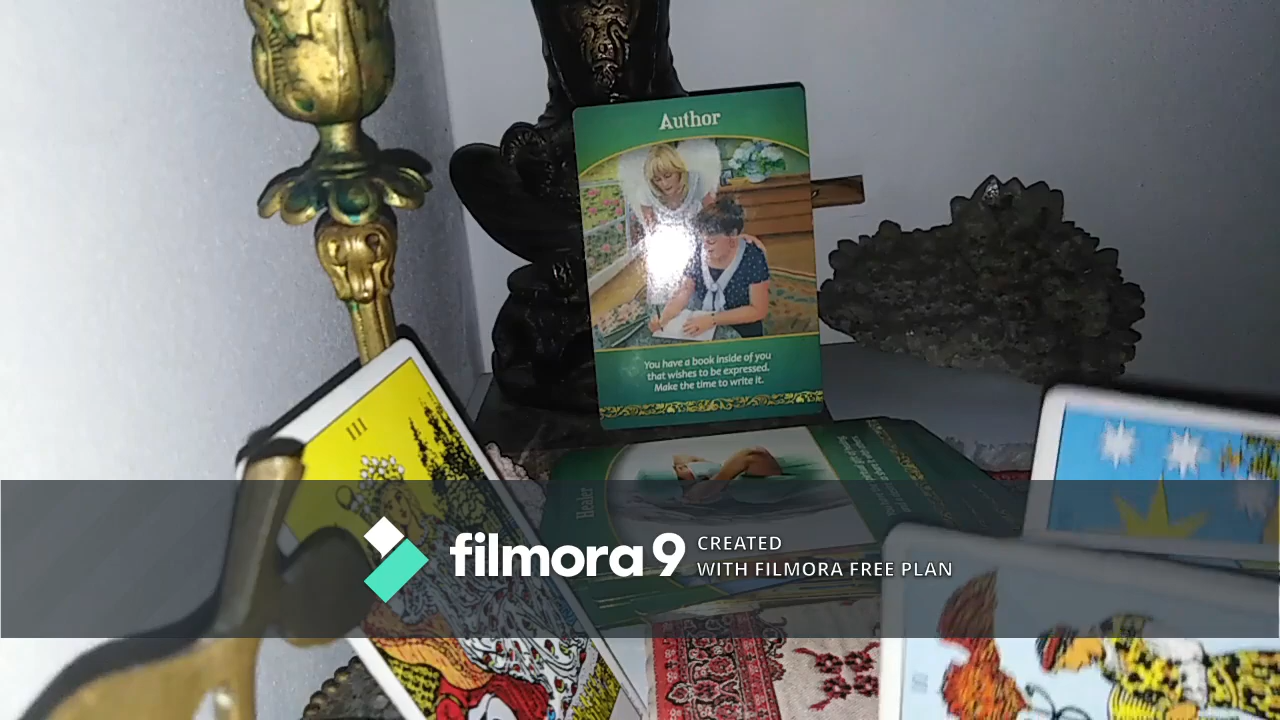 Author
You have a book inside of you
that wishes to be expressed.
Make the time to write it.
III
Healer
filmora9
CREATED
WITH FILMORA FREE PLAN